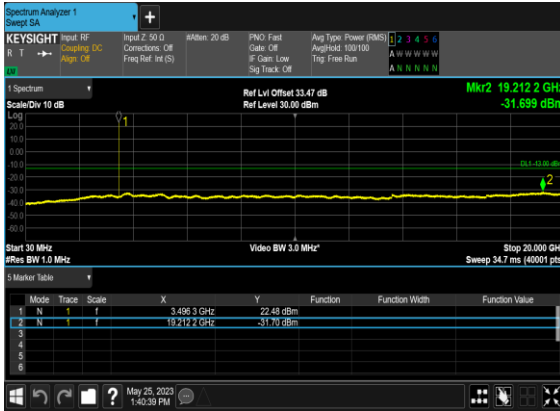 Spectrum Analyzer 1
Swept SA
+
KEYSIGHT Input: RF Input Z: 50 Ω #Atten: 20 dB PNO: Fast Avg Type: Power (RMS) 1 2 3 4 5 6
R T Coupling: DC Corrections: Off Gate: Off Avg|Hold: 100/100 A W W W W W
Align: Off Freq Ref: Int (S) IF Gain: Low Trig: Free Run
Sig Track: Off A N N N N N
1 Spectrum Ref Lvl Offset 33.47 dB Mkr2 19.212 2 GHz
Scale/Div 10 dB Ref Level 30.00 dBm -31.699 dBm
Log
20.0
10.0
0.00
-10.0
-20.0
-30.0
-40.0
-50.0
-60.0
1
DL1 -13.00 dBm
2
Start 30 MHz Video BW 3.0 MHz* Stop 20.000 GHz
#Res BW 1.0 MHz Sweep 34.7 ms (40001 pts)
5 Marker Table
Mode Trace Scale X Y Function Function Width Function Value
1 N 1 f 3.496 3 GHz 22.48 dBm
2 N 1 f 19.212 2 GHz -31.70 dBm
3
4
5
6
? May 25, 2023
1:40:39 PM